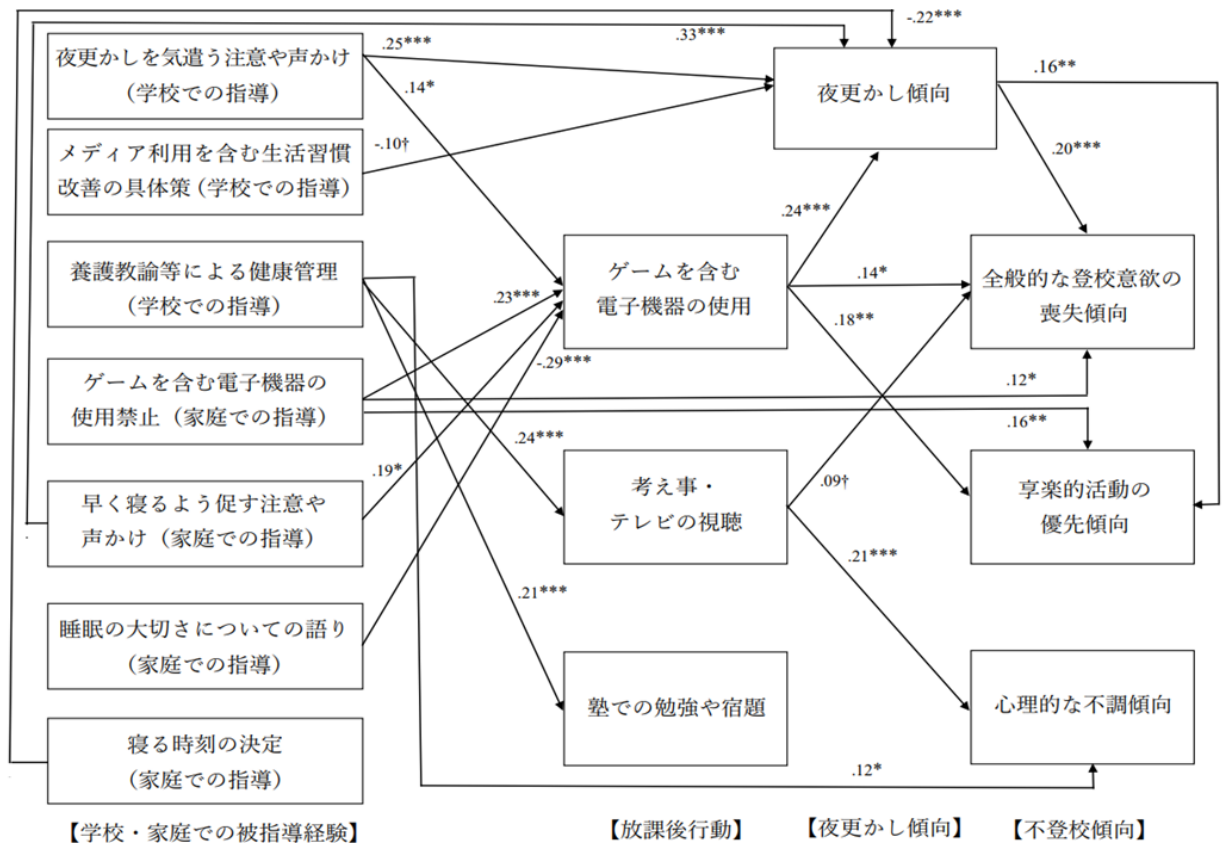 -.22***
.33***
.25***
.14*
夜更かしを気遣う注意や声かけ
(学校での指導)
夜更かし傾向
.16**
-.10†
メディア利用を含む生活習慣
改善の具体策(学校での指導)
.20***
.24***
養護教諭等による健康管理
(学校での指導)
ゲームを含む
電子機器の使用
.14*
全般的な登校意欲の
喪失傾向
.23***
.18**
-.29***
ゲームを含む電子機器の
使用禁止(家庭での指導)
.12*
.16**
.24***
.19*
早く寝るよう促す注意や
声かけ(家庭での指導)
考え事・
テレビの視聴
.09†
享楽的活動の
優先傾向
.21***
.21***
睡眠の大切さについての語り
(家庭での指導)
塾での勉強や宿題
心理的な不調傾向
寝る時刻の決定
(家庭での指導)
.12*
【学校・家庭での被指導経験】
【放課後行動】
【夜更かし傾向】
【不登校傾向】